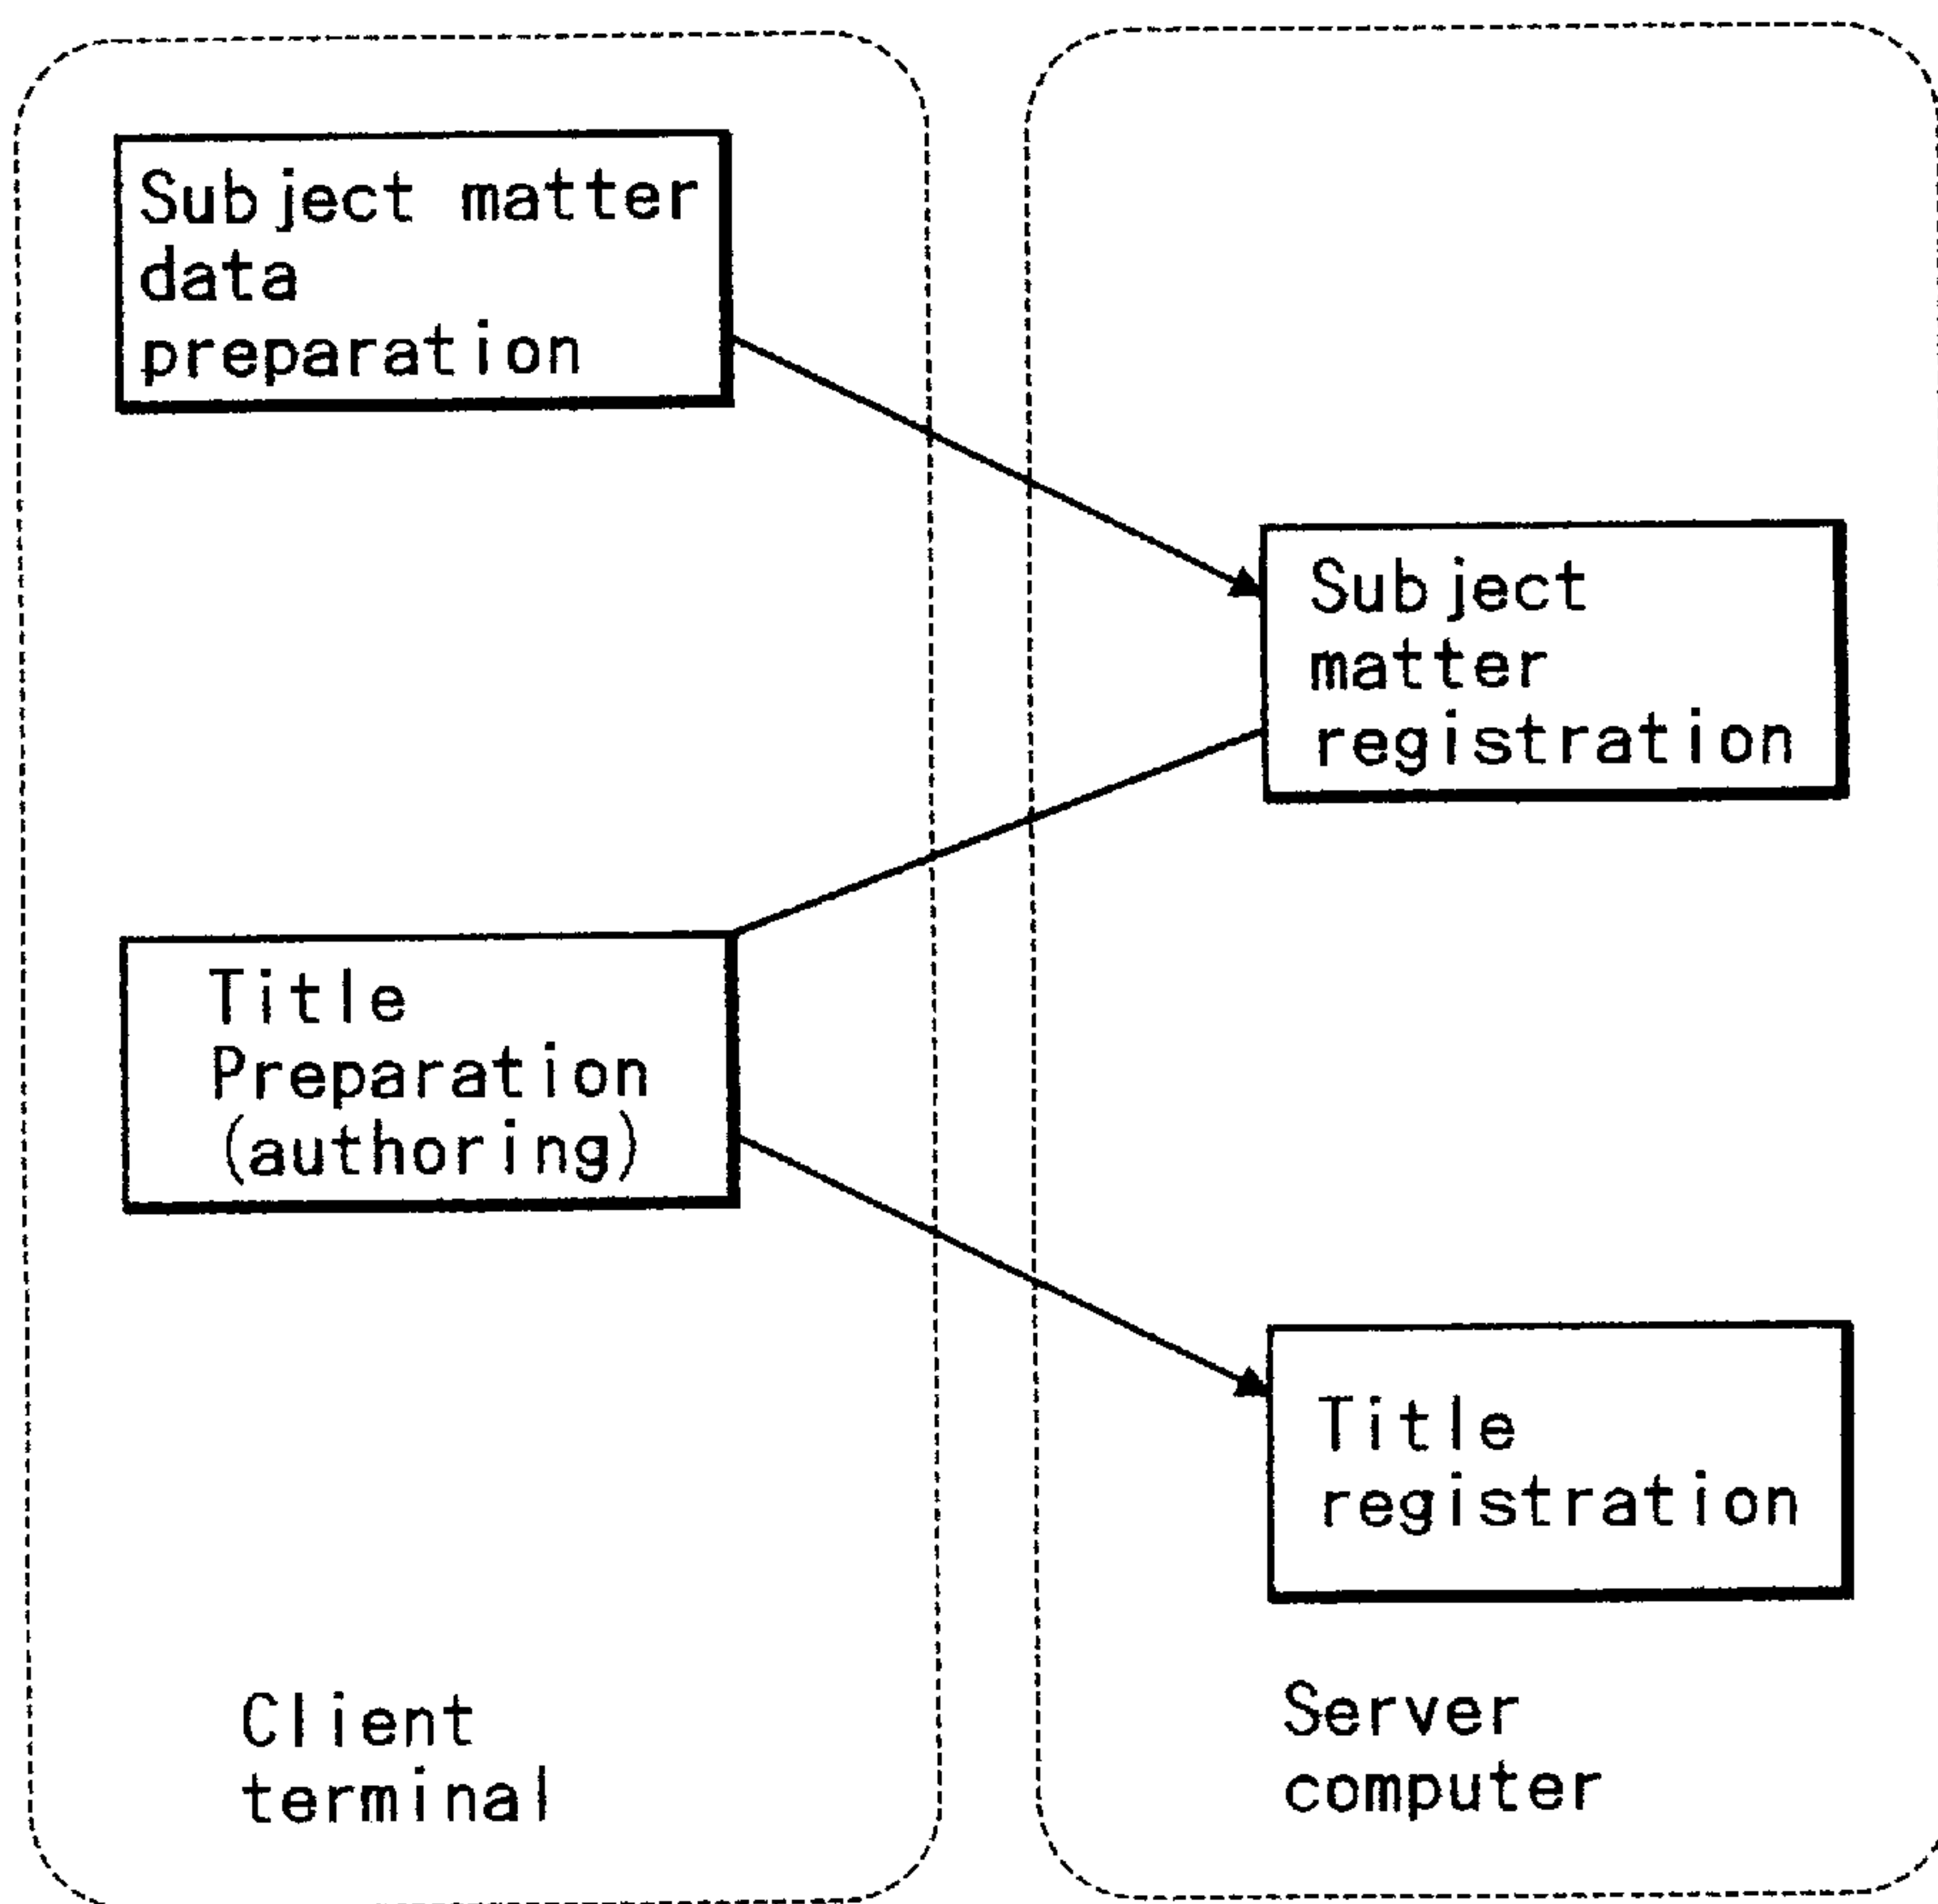 Subject matter
data
preparation
Subject
matter
registration
Title
Preparation
(authoring)
Title
registration
Client
terminal
Server
computer